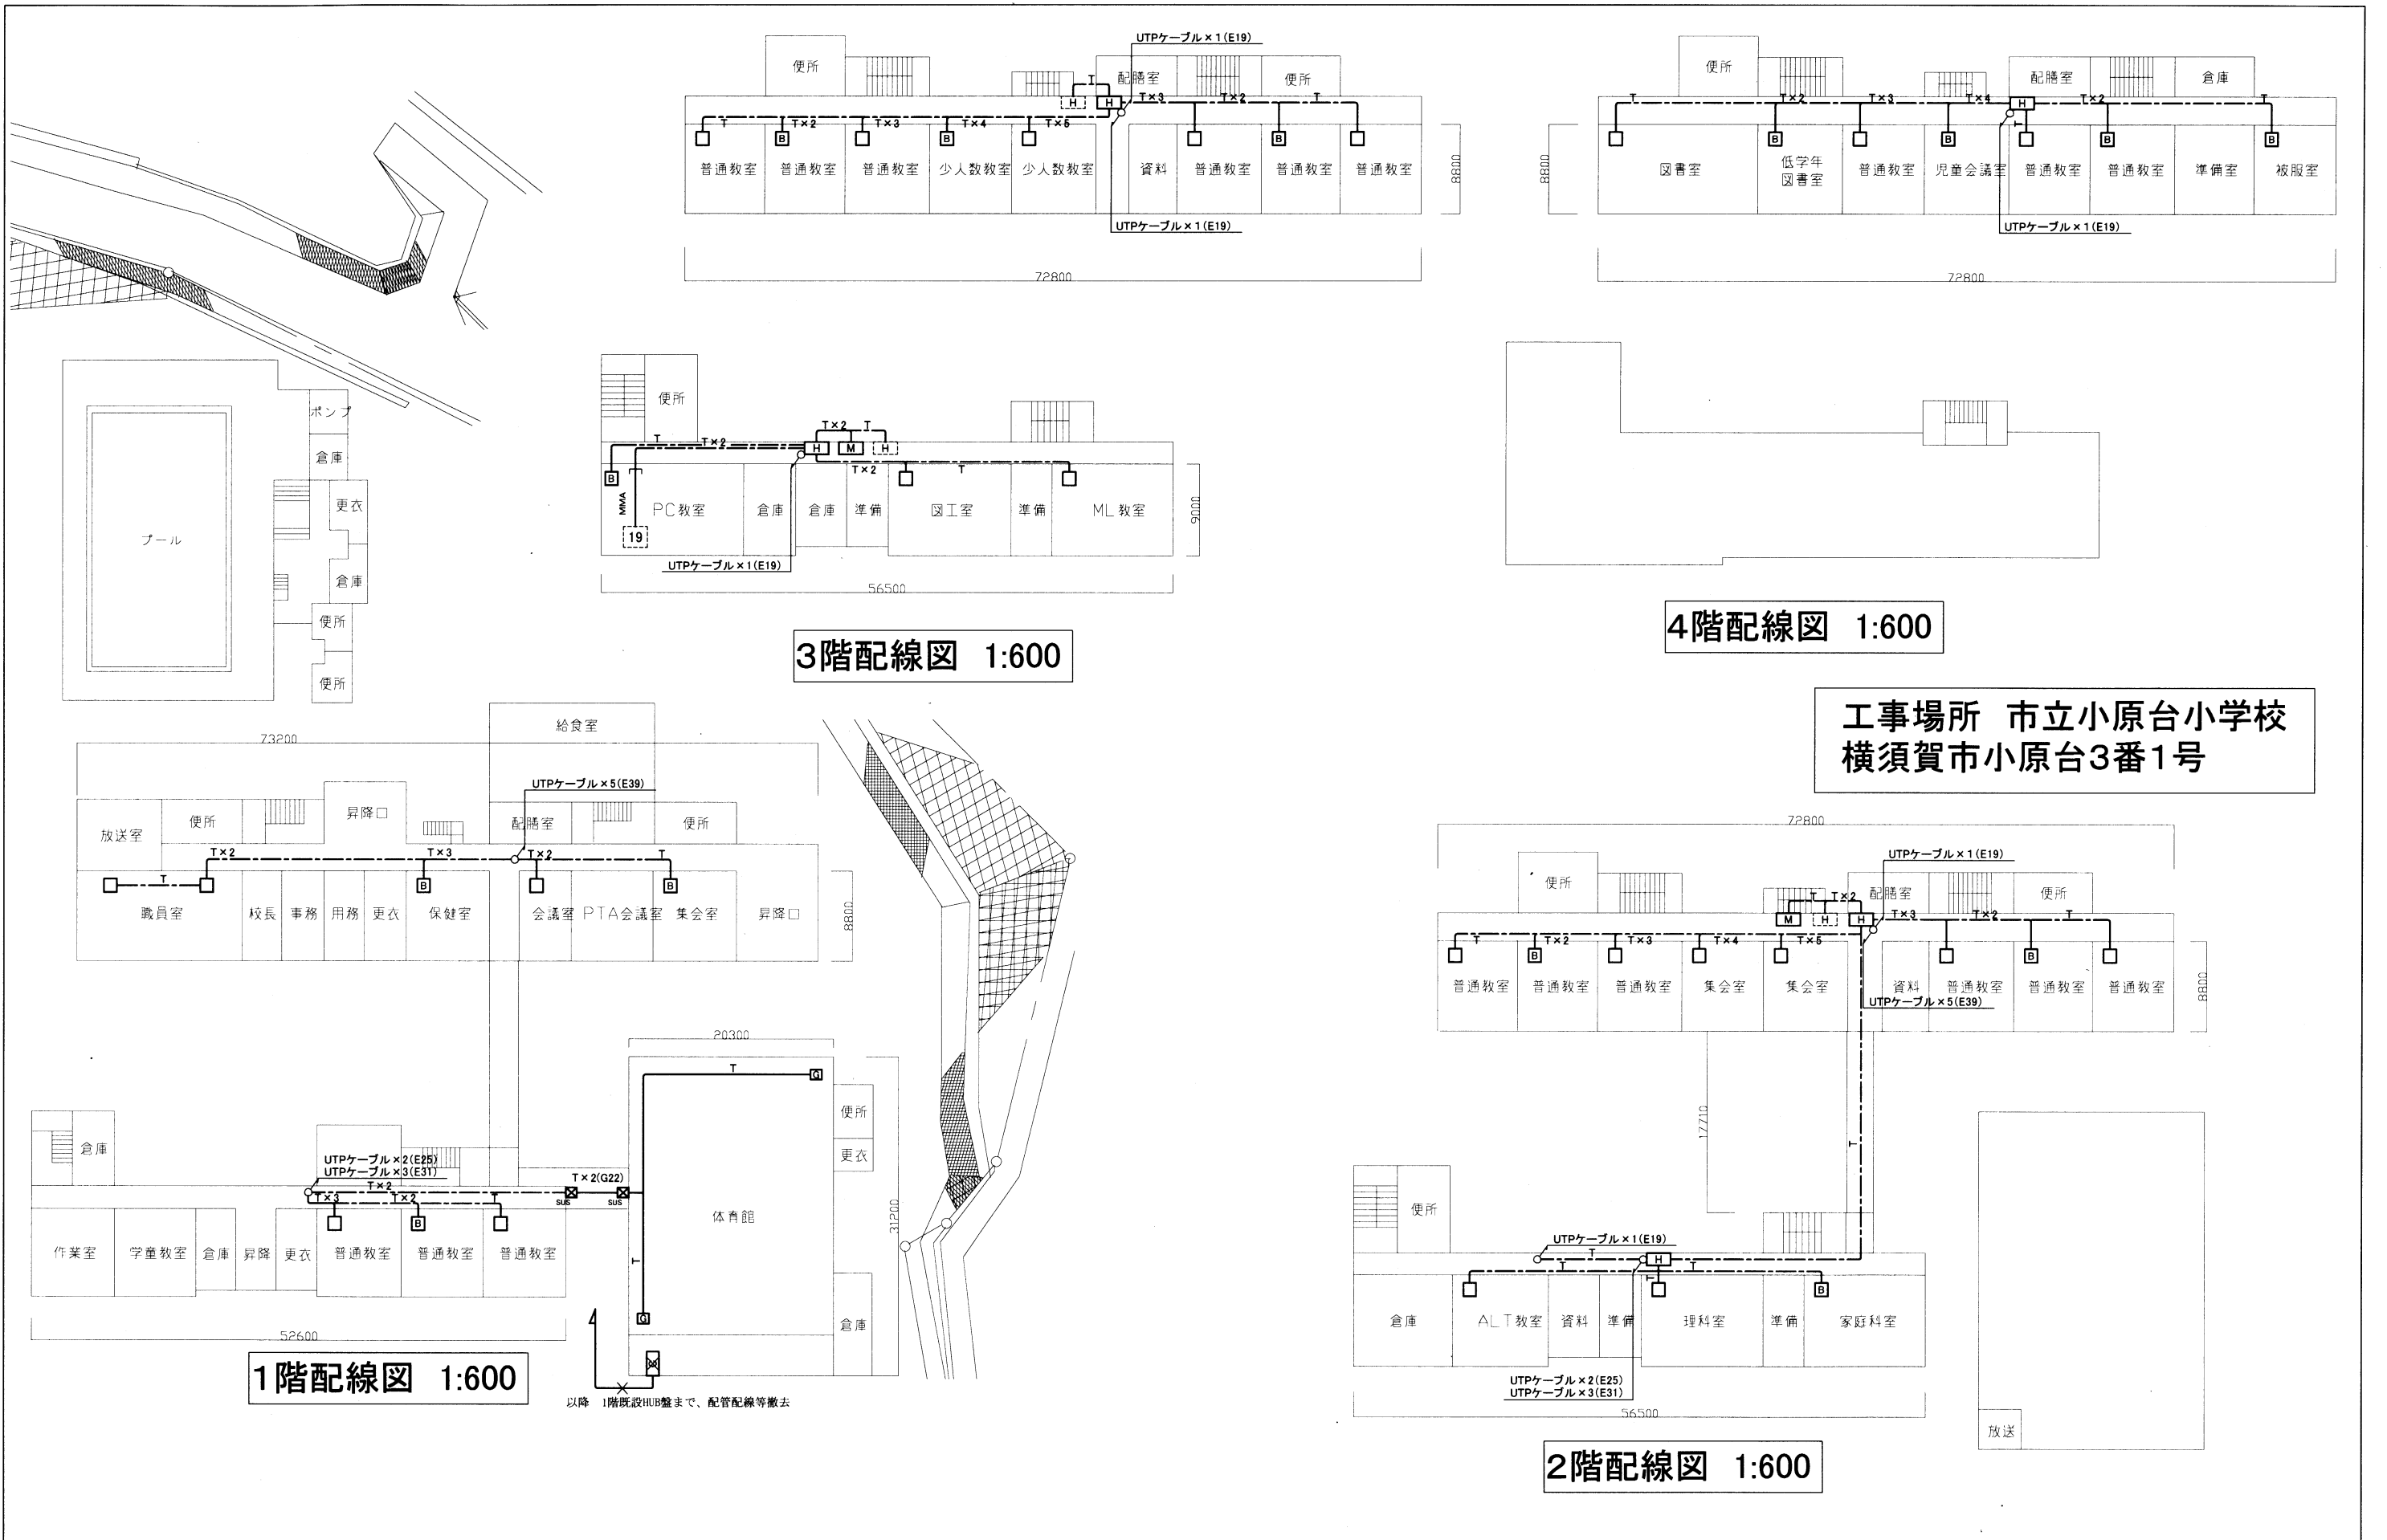 UTPケーブル×1(E19)
便所
配膳室
便所
T
H
H
T×3
T×2
T
T
T×2
T×3
T×4
T×5
B
B
B
普通教室
普通教室
普通教室
少人数教室
少人数教室
資料
普通教室
普通教室
普通教室
8800
UTPケーブル×1(E19)
72800
便所
配膳室
倉庫
T
T×2
T×3
T×4
H
T×2
T
T
B
B
B
B
図書室
低学年
図書室
普通教室
児童会議室
普通教室
普通教室
準備室
被服室
8800
UTPケーブル×1(E19)
72800
ポンプ
倉庫
更衣
プール
倉庫
便所
便所
便所
T×2
T
T
T×2
H
M
H
T×2
T
B
MMA
19
PC教室
倉庫
倉庫
準備
図工室
準備
ML教室
9000
UTPケーブル×1(E19)
56500
3階配線図 1:600
4階配線図 1:600
工事場所 市立小原台小学校
横須賀市小原台3番1号
給食室
73200
UTPケーブル×5(E39)
放送室
便所
昇降口
配膳室
便所
T×2
T×3
T×2
T
T
B
B
職員室
校長
事務
用務
更衣
保健室
会議室
PTA会議室
集会室
昇降口
8800
20300
T
G
便所
更衣
体育館
31200
T
G
倉庫
倉庫
UTPケーブル×2(E25)
UTPケーブル×3(E31)
T×2
T×3
T×2
T
T×2(G22)
SUS
SUS
B
作業室
学童教室
倉庫
昇降
更衣
普通教室
普通教室
普通教室
52600
1階配線図 1:600
以降 1階既設HUB盤まで、配管配線等撤去
72800
UTPケーブル×1(E19)
便所
配膳室
便所
T
T×2
M
H
H
T×3
T×2
T
T
T×2
T×3
T×4
T×5
B
B
普通教室
普通教室
普通教室
集会室
集会室
資料
普通教室
普通教室
普通教室
8800
UTPケーブル×5(E39)
17710
T
便所
UTPケーブル×1(E19)
T
H
T
T
T
B
倉庫
ALT教室
資料
準備
理科室
準備
家庭科室
UTPケーブル×2(E25)
UTPケーブル×3(E31)
56500
放送
2階配線図 1:600